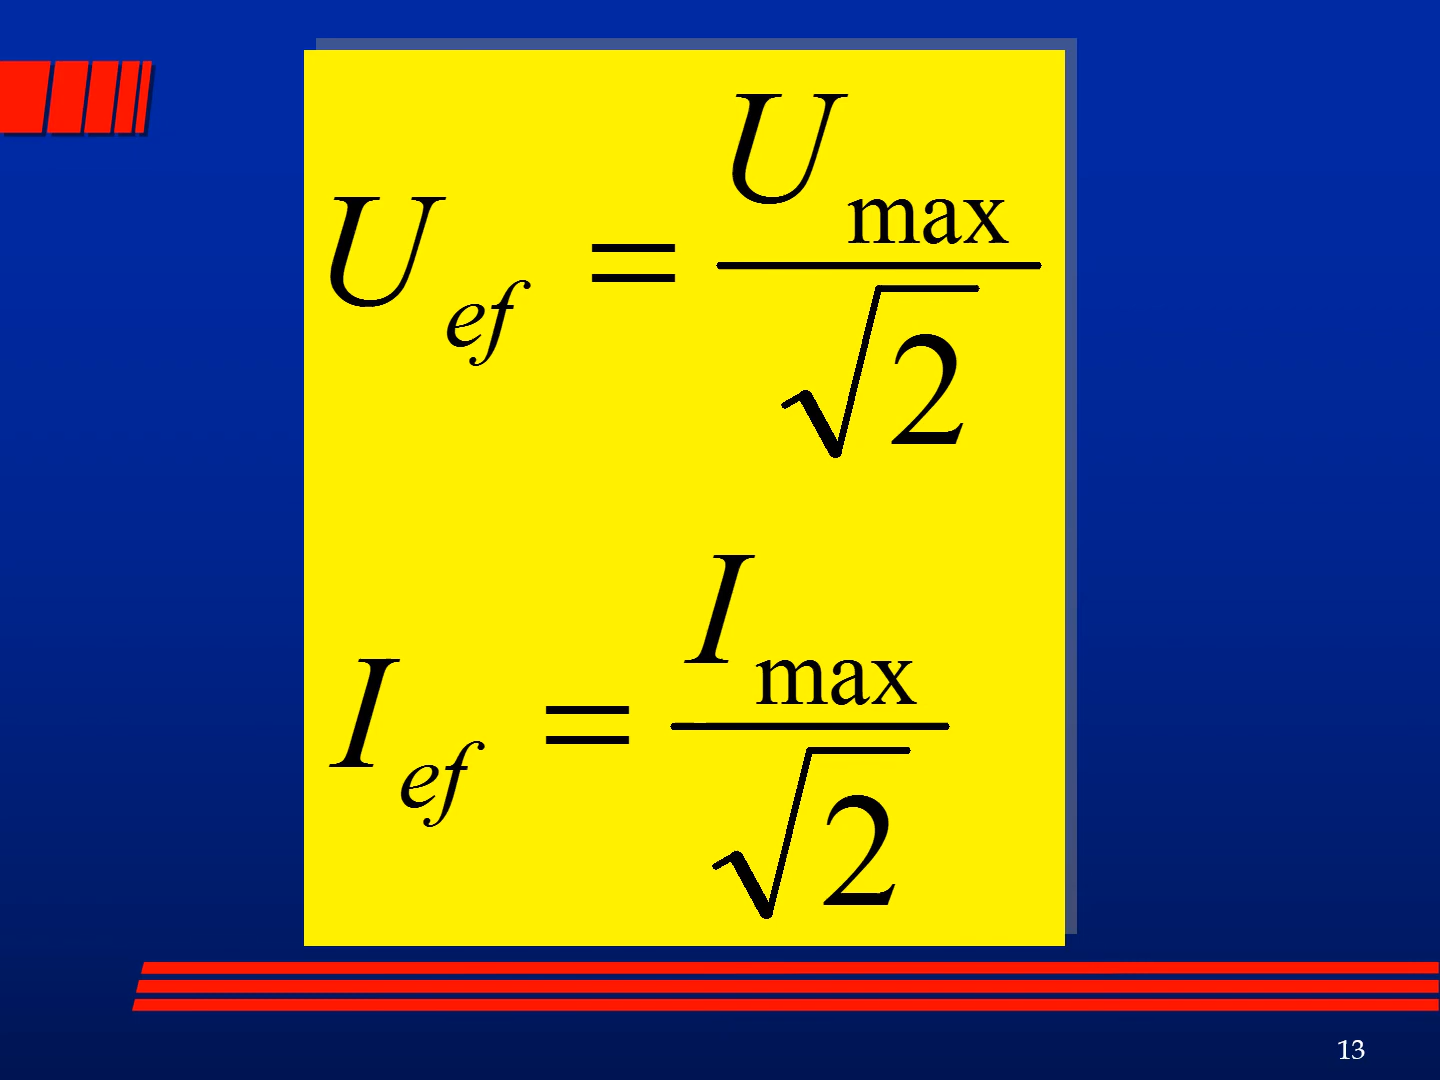 U_ef = U_max / √2
I_ef = I_max / √2
13